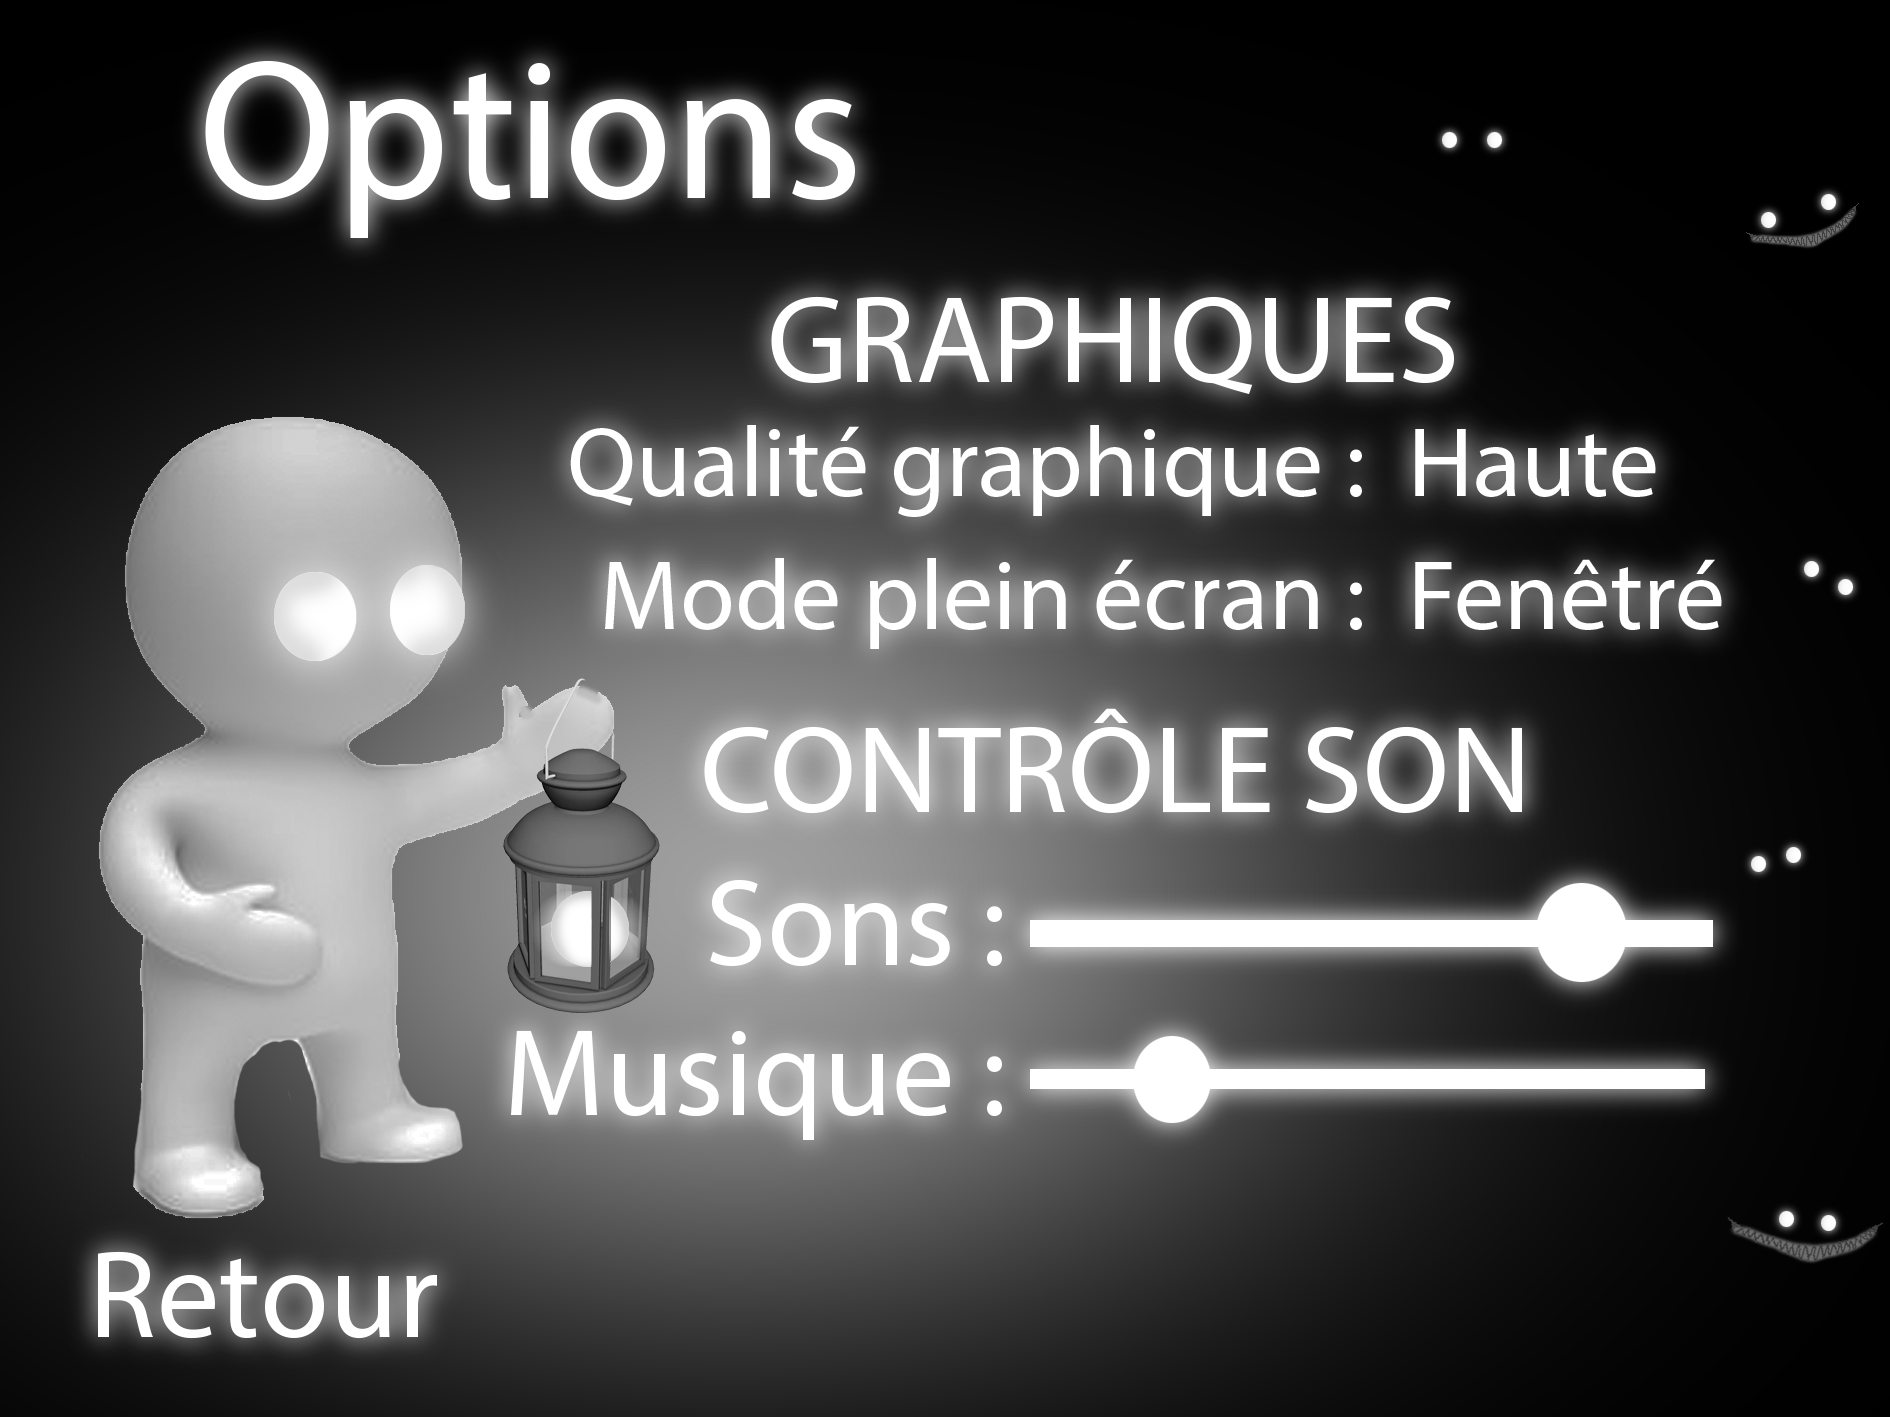 Options
GRAPHIQUES
Qualité graphique : Haute
Mode plein écran : Fenêtré
CONTRÔLE SON
Sons :
Musique :
Retour